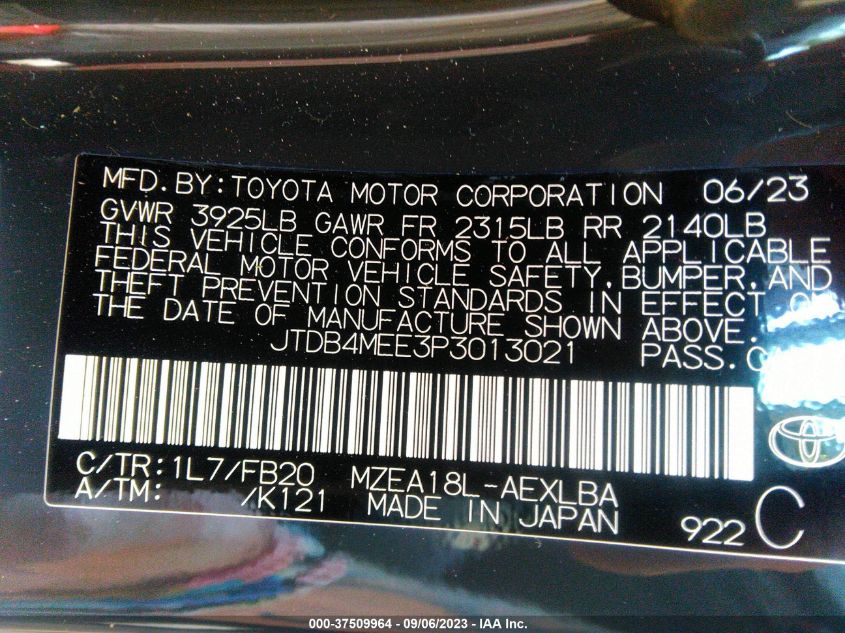 MFD. BY: TOYOTA MOTOR CORPORATION 06/23
GVWR 3925LB GAWR FR 2315LB RR 2140LB
THIS VEHICLE CONFORMS TO ALL APPLICABLE
FEDERAL MOTOR VEHICLE SAFETY, BUMPER, AND
THEFT PREVENTION STANDARDS IN EFFECT
THE DATE OF MANUFACTURE SHOWN ABOVE.
JTDB4MEE3P3013021 PASS.
C/TR: 1L7/FB20 MZEA18L-AEXLBA
A/TM: /K121 MADE IN JAPAN 922 C
000-37509964 - 09/06/2023 - IAA Inc.